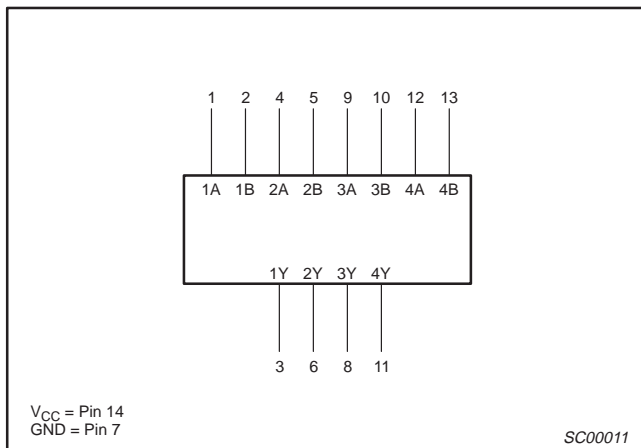 1 2 4 5 9 10 12 13
1A 1B 2A 2B 3A 3B 4A 4B
1Y 2Y 3Y 4Y
3 6 8 11
VCC = Pin 14
GND = Pin 7
SC00011